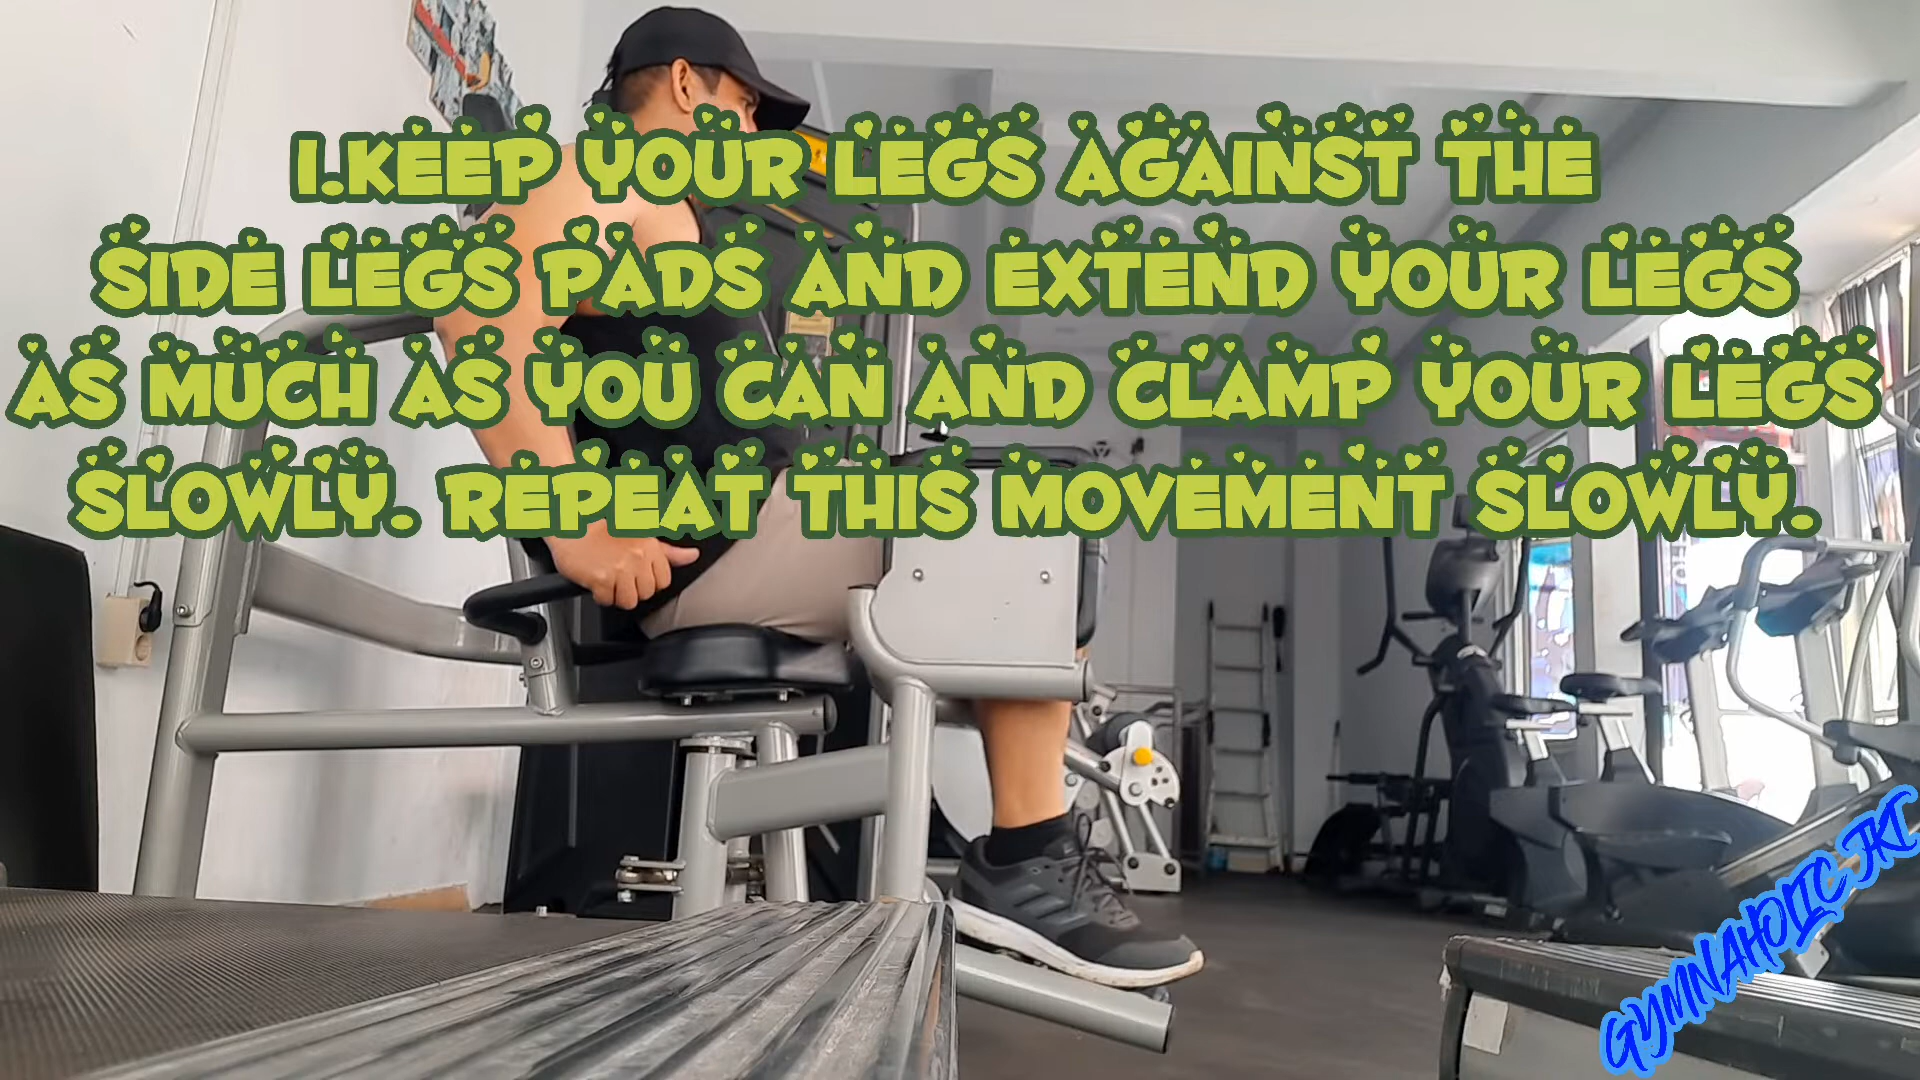 1.KEEP YOUR LEGS AGAINST THE
SIDE LEGS PADS AND EXTEND YOUR LEGS
AS MUCH AS YOU CAN AND CLAMP YOUR LEGS
SLOWLY. REPEAT THIS MOVEMENT SLOWLY.
GYMNAHOLIC JKT